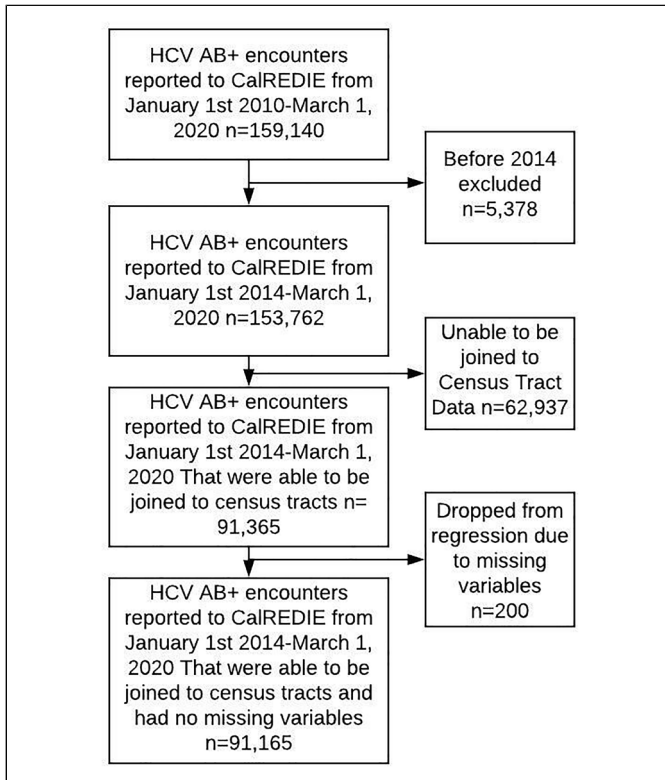 HCV AB+ encounters
reported to CalREDIE from
January 1st 2010-March 1,
2020 n=159,140
Before 2014
excluded
n=5,378
HCV AB+ encounters
reported to CalREDIE from
January 1st 2014-March 1,
2020 n=153,762
Unable to be
joined to
Census Tract
Data n=62,937
HCV AB+ encounters
reported to CalREDIE from
January 1st 2014-March 1,
2020 That were able to be
joined to census tracts n=
91,365
Dropped from
regression due
to missing
variables
n=200
HCV AB+ encounters
reported to CalREDIE from
January 1st 2014-March 1,
2020 That were able to be
joined to census tracts and
had no missing variables
n=91,165